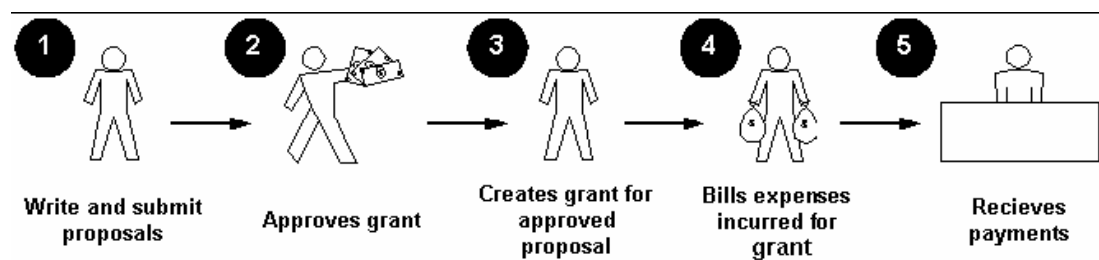 1
2
3
4
5
Write and submit
proposals
Approves grant
Creates grant for
approved
proposal
Bills expenses
incurred for
grant
Recieves
payments